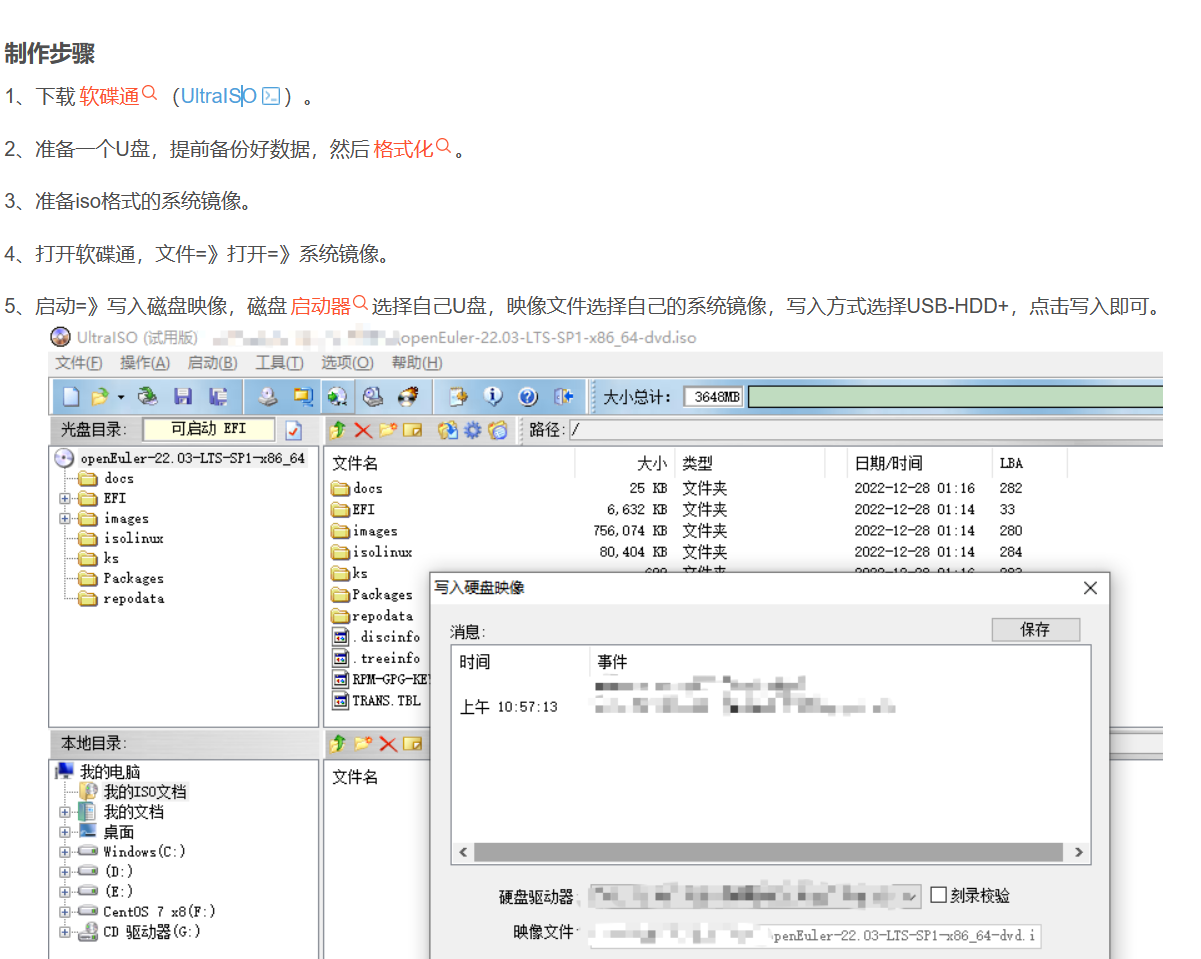 制作步骤
1、下载 软碟通（UltraISO）。
2、准备一个U盘，提前备份好数据，然后 格式化。
3、准备iso格式的系统镜像。
4、打开软碟通，文件=》打开=》系统镜像。
5、启动=》写入磁盘映像，磁盘 启动器 选择自己U盘，映像文件选择自己的系统镜像，写入方式选择USB-HDD+，点击写入即可。
UltraISO (试用版) \openEuler-22.03-LTS-SP1-x86_64-dvd.iso
文件(F) 操作(A) 启动(B) 工具(T) 选项(O) 帮助(H)
大小总计： 3648MB
光盘目录： 可启动 EFI 路径：/
openEuler-22.03-LTS-SP1-x86_64
docs
EFI
images
isolinux
ks
Packages
repodata
文件名 大小 类型 日期/时间 LBA
docs 25 KB 文件夹 2022-12-28 01:16 282
EFI 6,632 KB 文件夹 2022-12-28 01:14 33
images 756,074 KB 文件夹 2022-12-28 01:14 280
isolinux 80,404 KB 文件夹 2022-12-28 01:14 284
ks
Packages
repodata
.discinfo
.treeinfo
RPM-GPG-KEY
TRANS.TBL
写入硬盘映像
消息： 保存
时间 事件
上午 10:57:13
硬盘驱动器： 刻录校验
映像文件： \penEuler-22.03-LTS-SP1-x86_64-dvd.i
本地目录：
我的电脑
我的ISO文档
我的文档
桌面
Windows(C:)
(D:)
(E:)
CentOS 7 x8(F:)
CD 驱动器(G:)
文件名